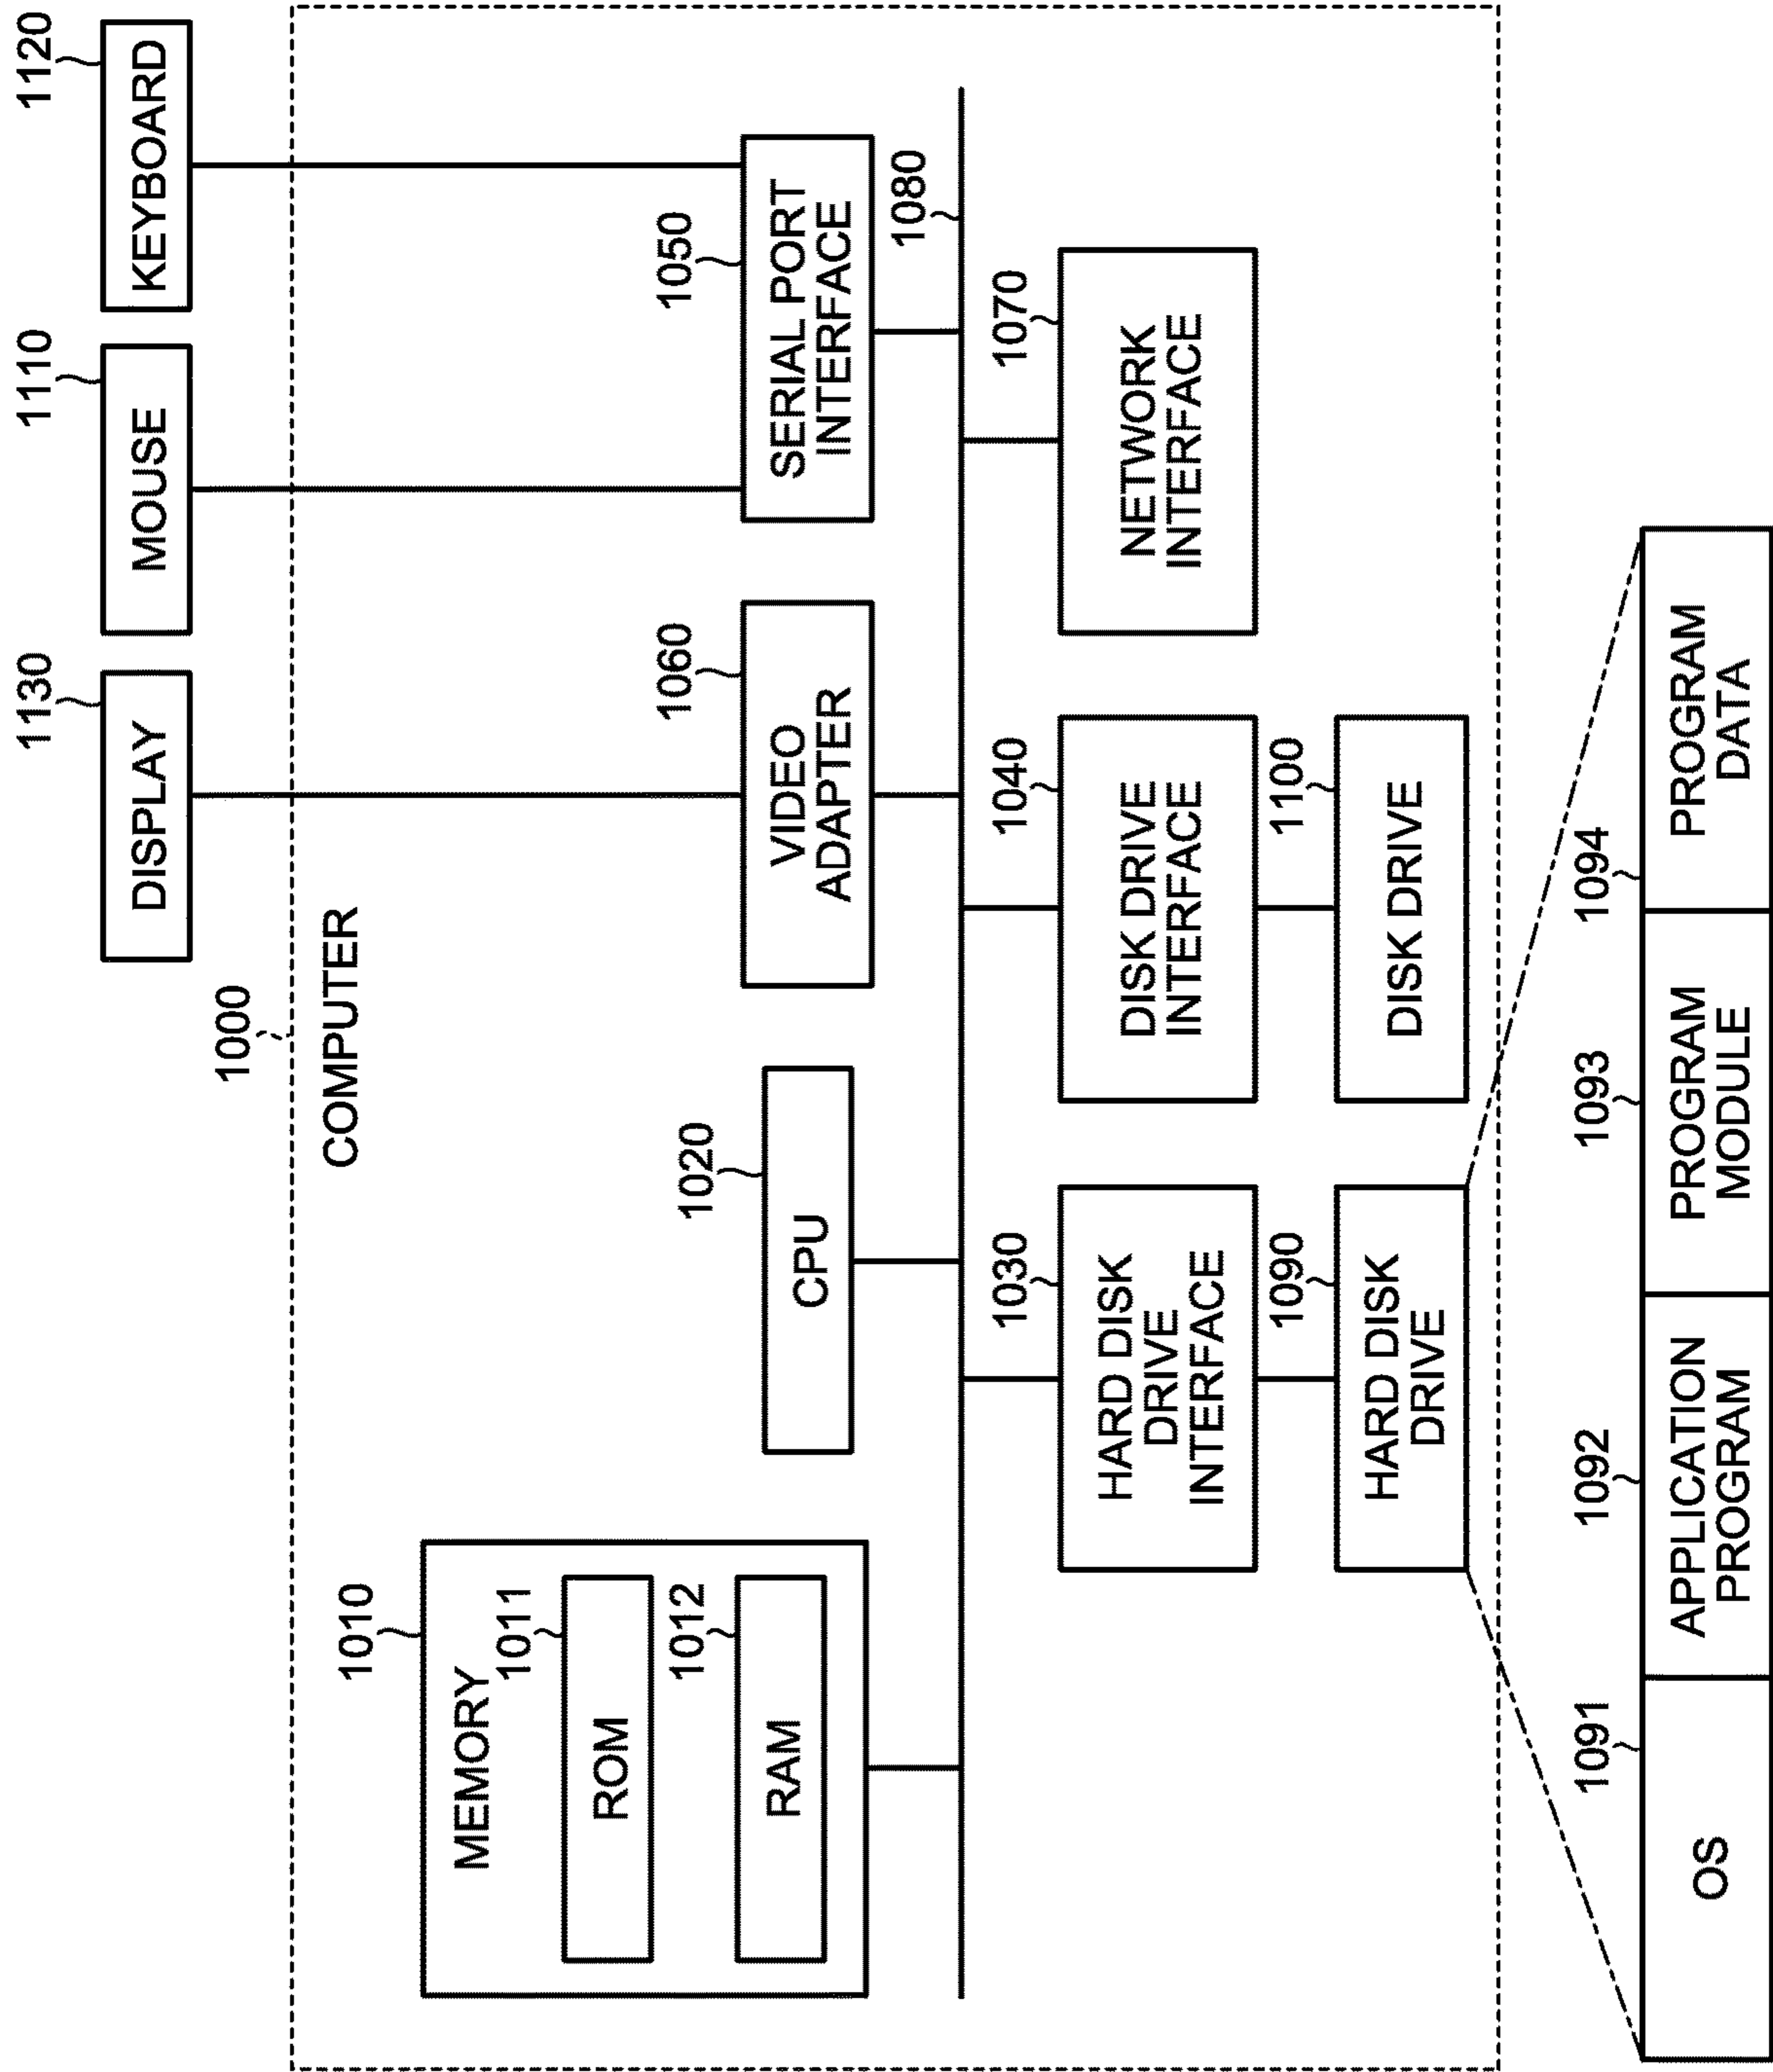 1130
DISPLAY
1110
MOUSE
1120
KEYBOARD
1000
COMPUTER
1010
MEMORY
1011
ROM
1012
RAM
1020
CPU
1060
VIDEO
ADAPTER
1050
SERIAL PORT
INTERFACE
1080
1030
HARD DISK
DRIVE
INTERFACE
1040
DISK DRIVE
INTERFACE
1070
NETWORK
INTERFACE
1090
HARD DISK
DRIVE
1100
DISK DRIVE
1091
OS
1092
APPLICATION
PROGRAM
1093
PROGRAM
MODULE
1094
PROGRAM
DATA